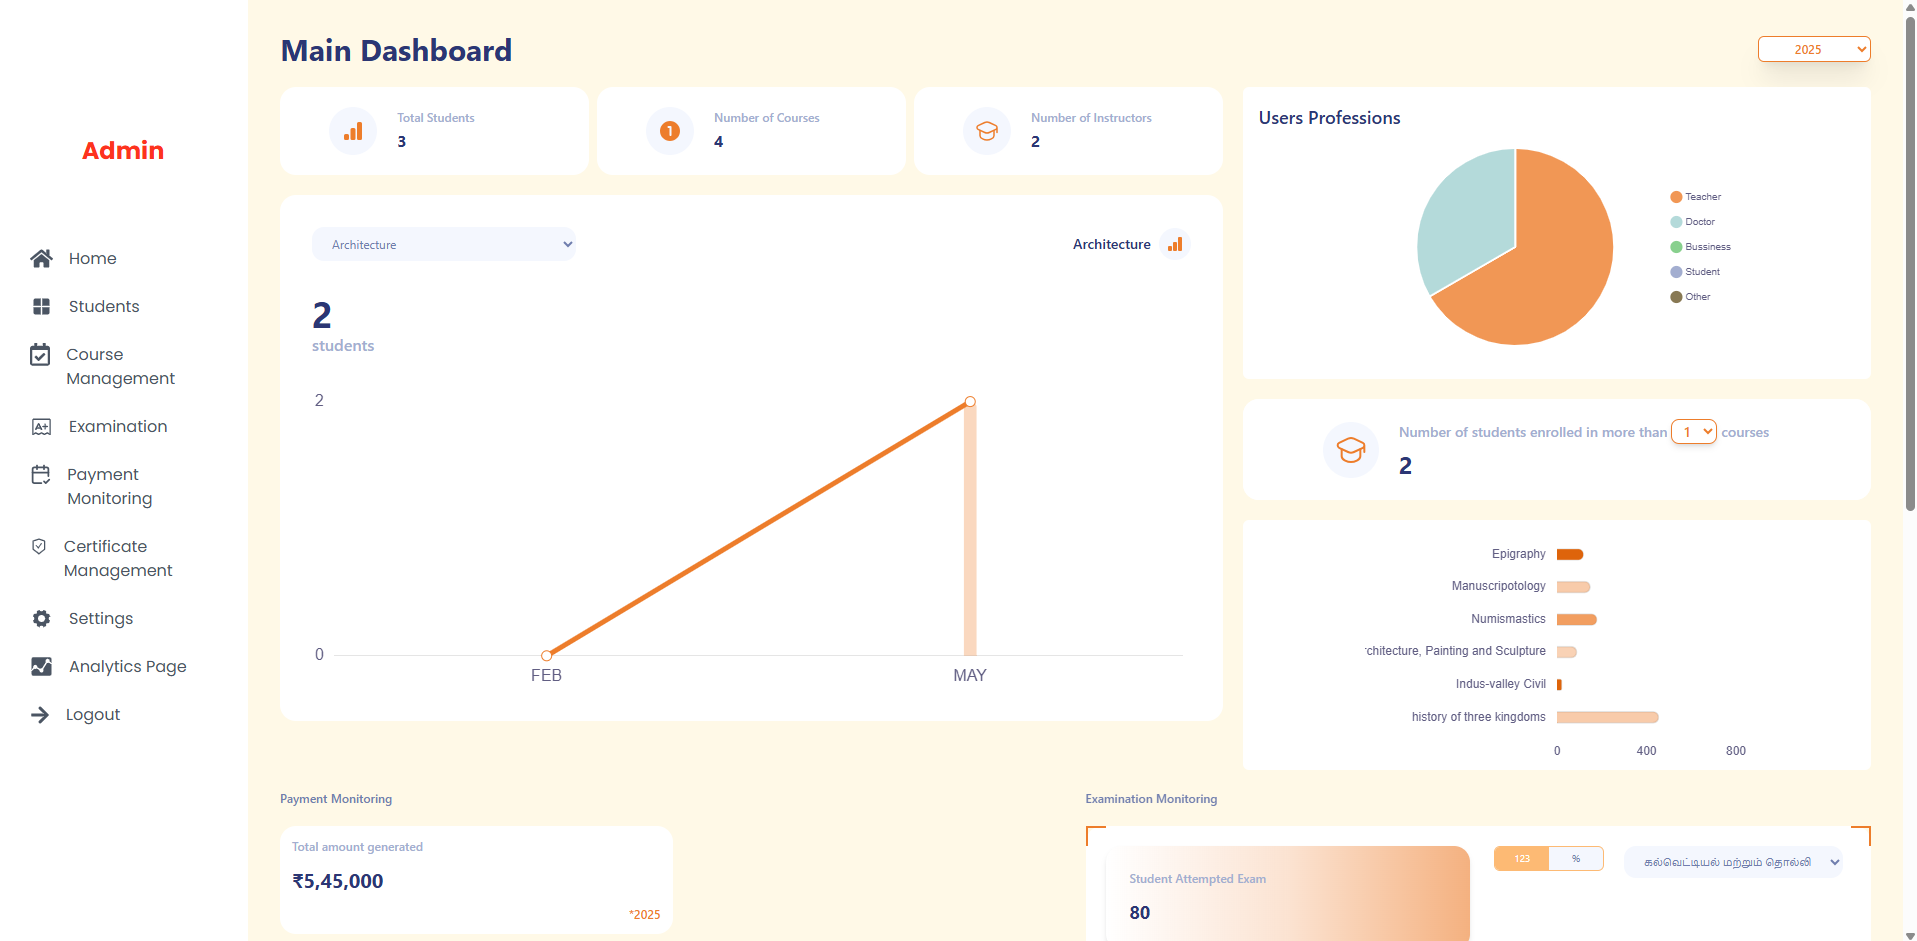 Admin
Home
Students
Course
Management
Examination
Payment
Monitoring
Certificate
Management
Settings
Analytics Page
Logout
Main Dashboard
2025
Total Students
3
1
Number of Courses
4
Number of Instructors
2
Architecture
Architecture
2
students
2
0
FEB
MAY
Users Professions
Teacher
Doctor
Bussiness
Student
Other
Number of students enrolled in more than 1 courses
2
Epigraphy
Manuscripotology
Numismastics
rchitecture, Painting and Sculpture
Indus-valley Civil
history of three kingdoms
0 400 800
Payment Monitoring
Total amount generated
₹5,45,000
*2025
Examination Monitoring
Student Attempted Exam
80
123 %
கல்வெட்டியல் மற்றும் தொல்லி